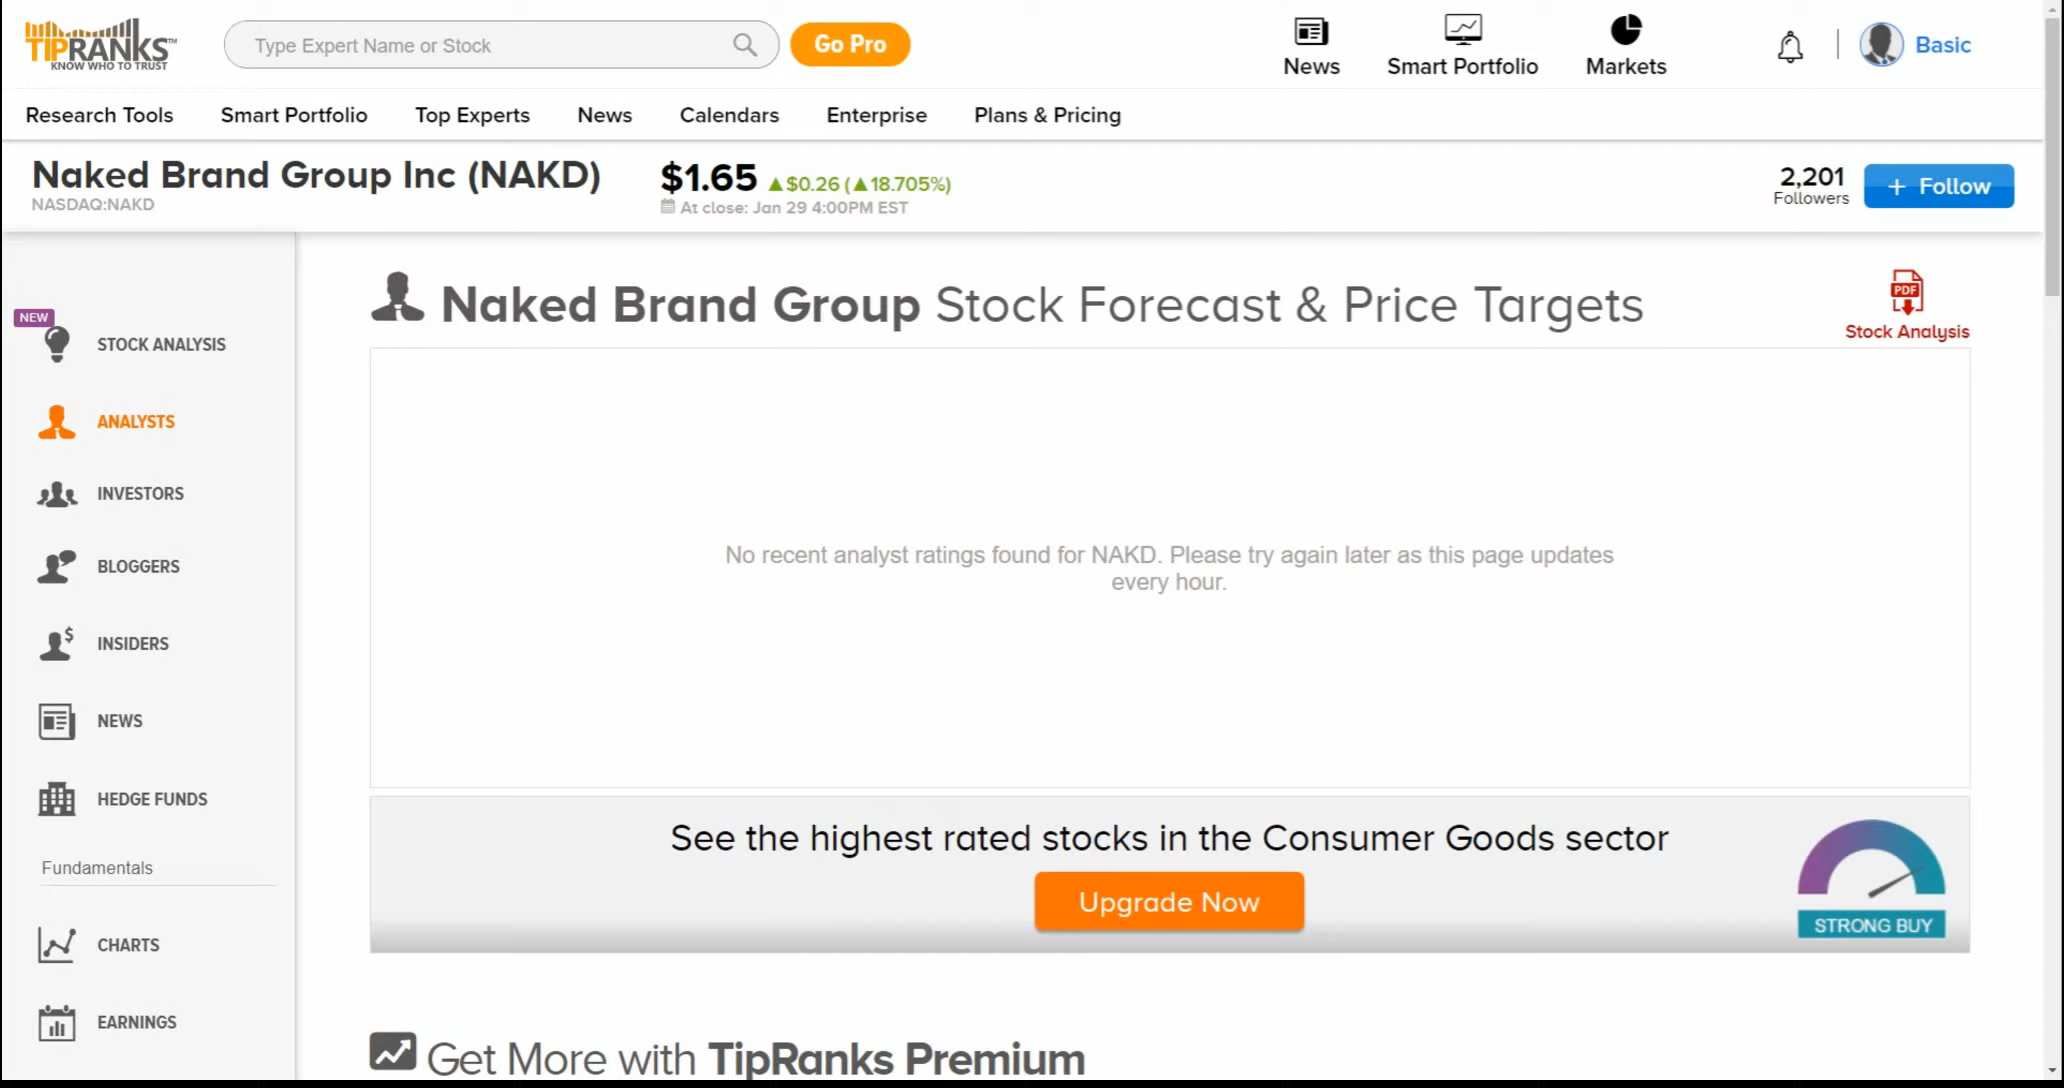 TIPRANKS™
KNOW WHO TO TRUST
Type Expert Name or Stock
Go Pro
News
Smart Portfolio
Markets
Basic
Research Tools
Smart Portfolio
Top Experts
News
Calendars
Enterprise
Plans & Pricing
Naked Brand Group Inc (NAKD)
NASDAQ:NAKD
$1.65 ▲$0.26 (▲18.705%)
At close: Jan 29 4:00PM EST
2,201
Followers
+ Follow
Naked Brand Group Stock Forecast & Price Targets
PDF
Stock Analysis
NEW
STOCK ANALYSIS
ANALYSTS
INVESTORS
BLOGGERS
$
INSIDERS
NEWS
HEDGE FUNDS
Fundamentals
CHARTS
EARNINGS
No recent analyst ratings found for NAKD. Please try again later as this page updates
every hour.
See the highest rated stocks in the Consumer Goods sector
Upgrade Now
STRONG BUY
Get More with TipRanks Premium